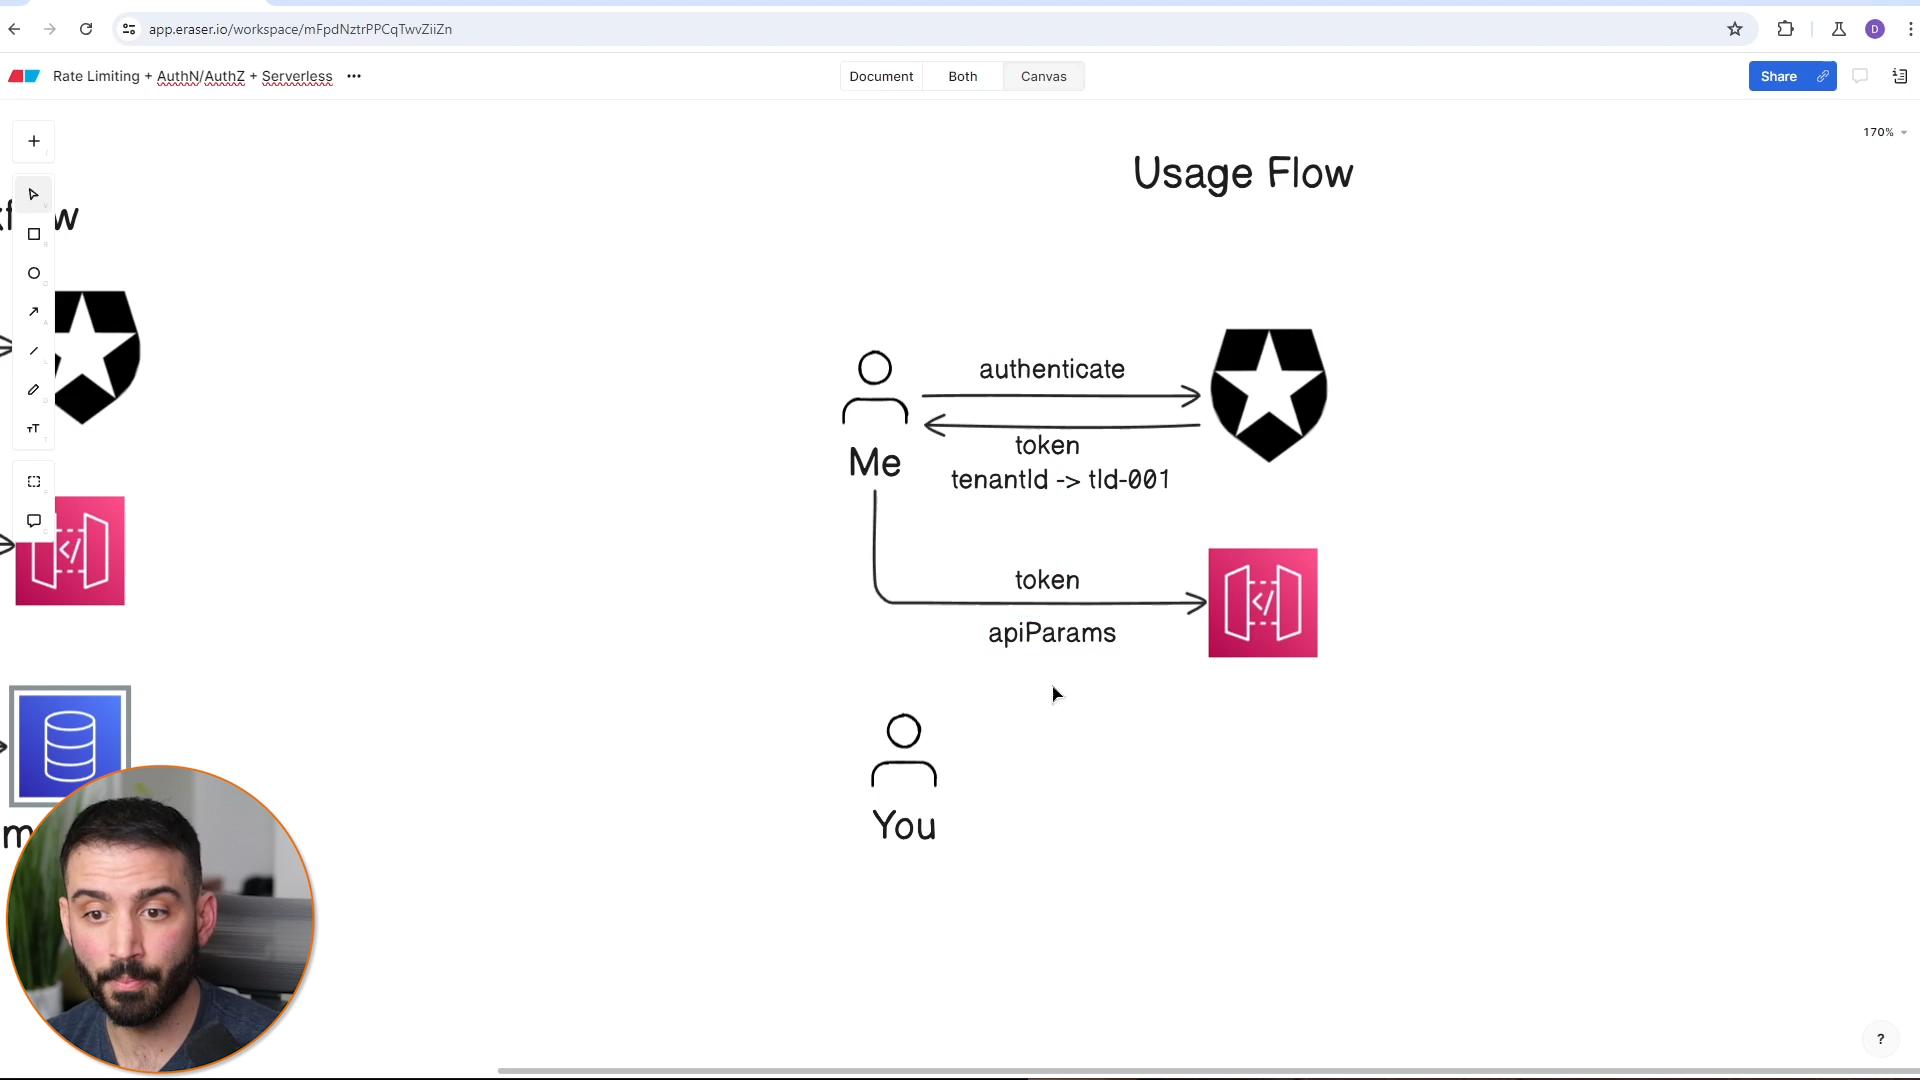 app.eraser.io/workspace/mFpdNztrPPCqTwvZiiZn
D
Rate Limiting + AuthN/AuthZ + Serverless
Document
Both
Canvas
Share
170%
Usage Flow
w
authenticate
token
tenantId -> tId-001
Me
token
</>
</>
apiParams
You
m
?